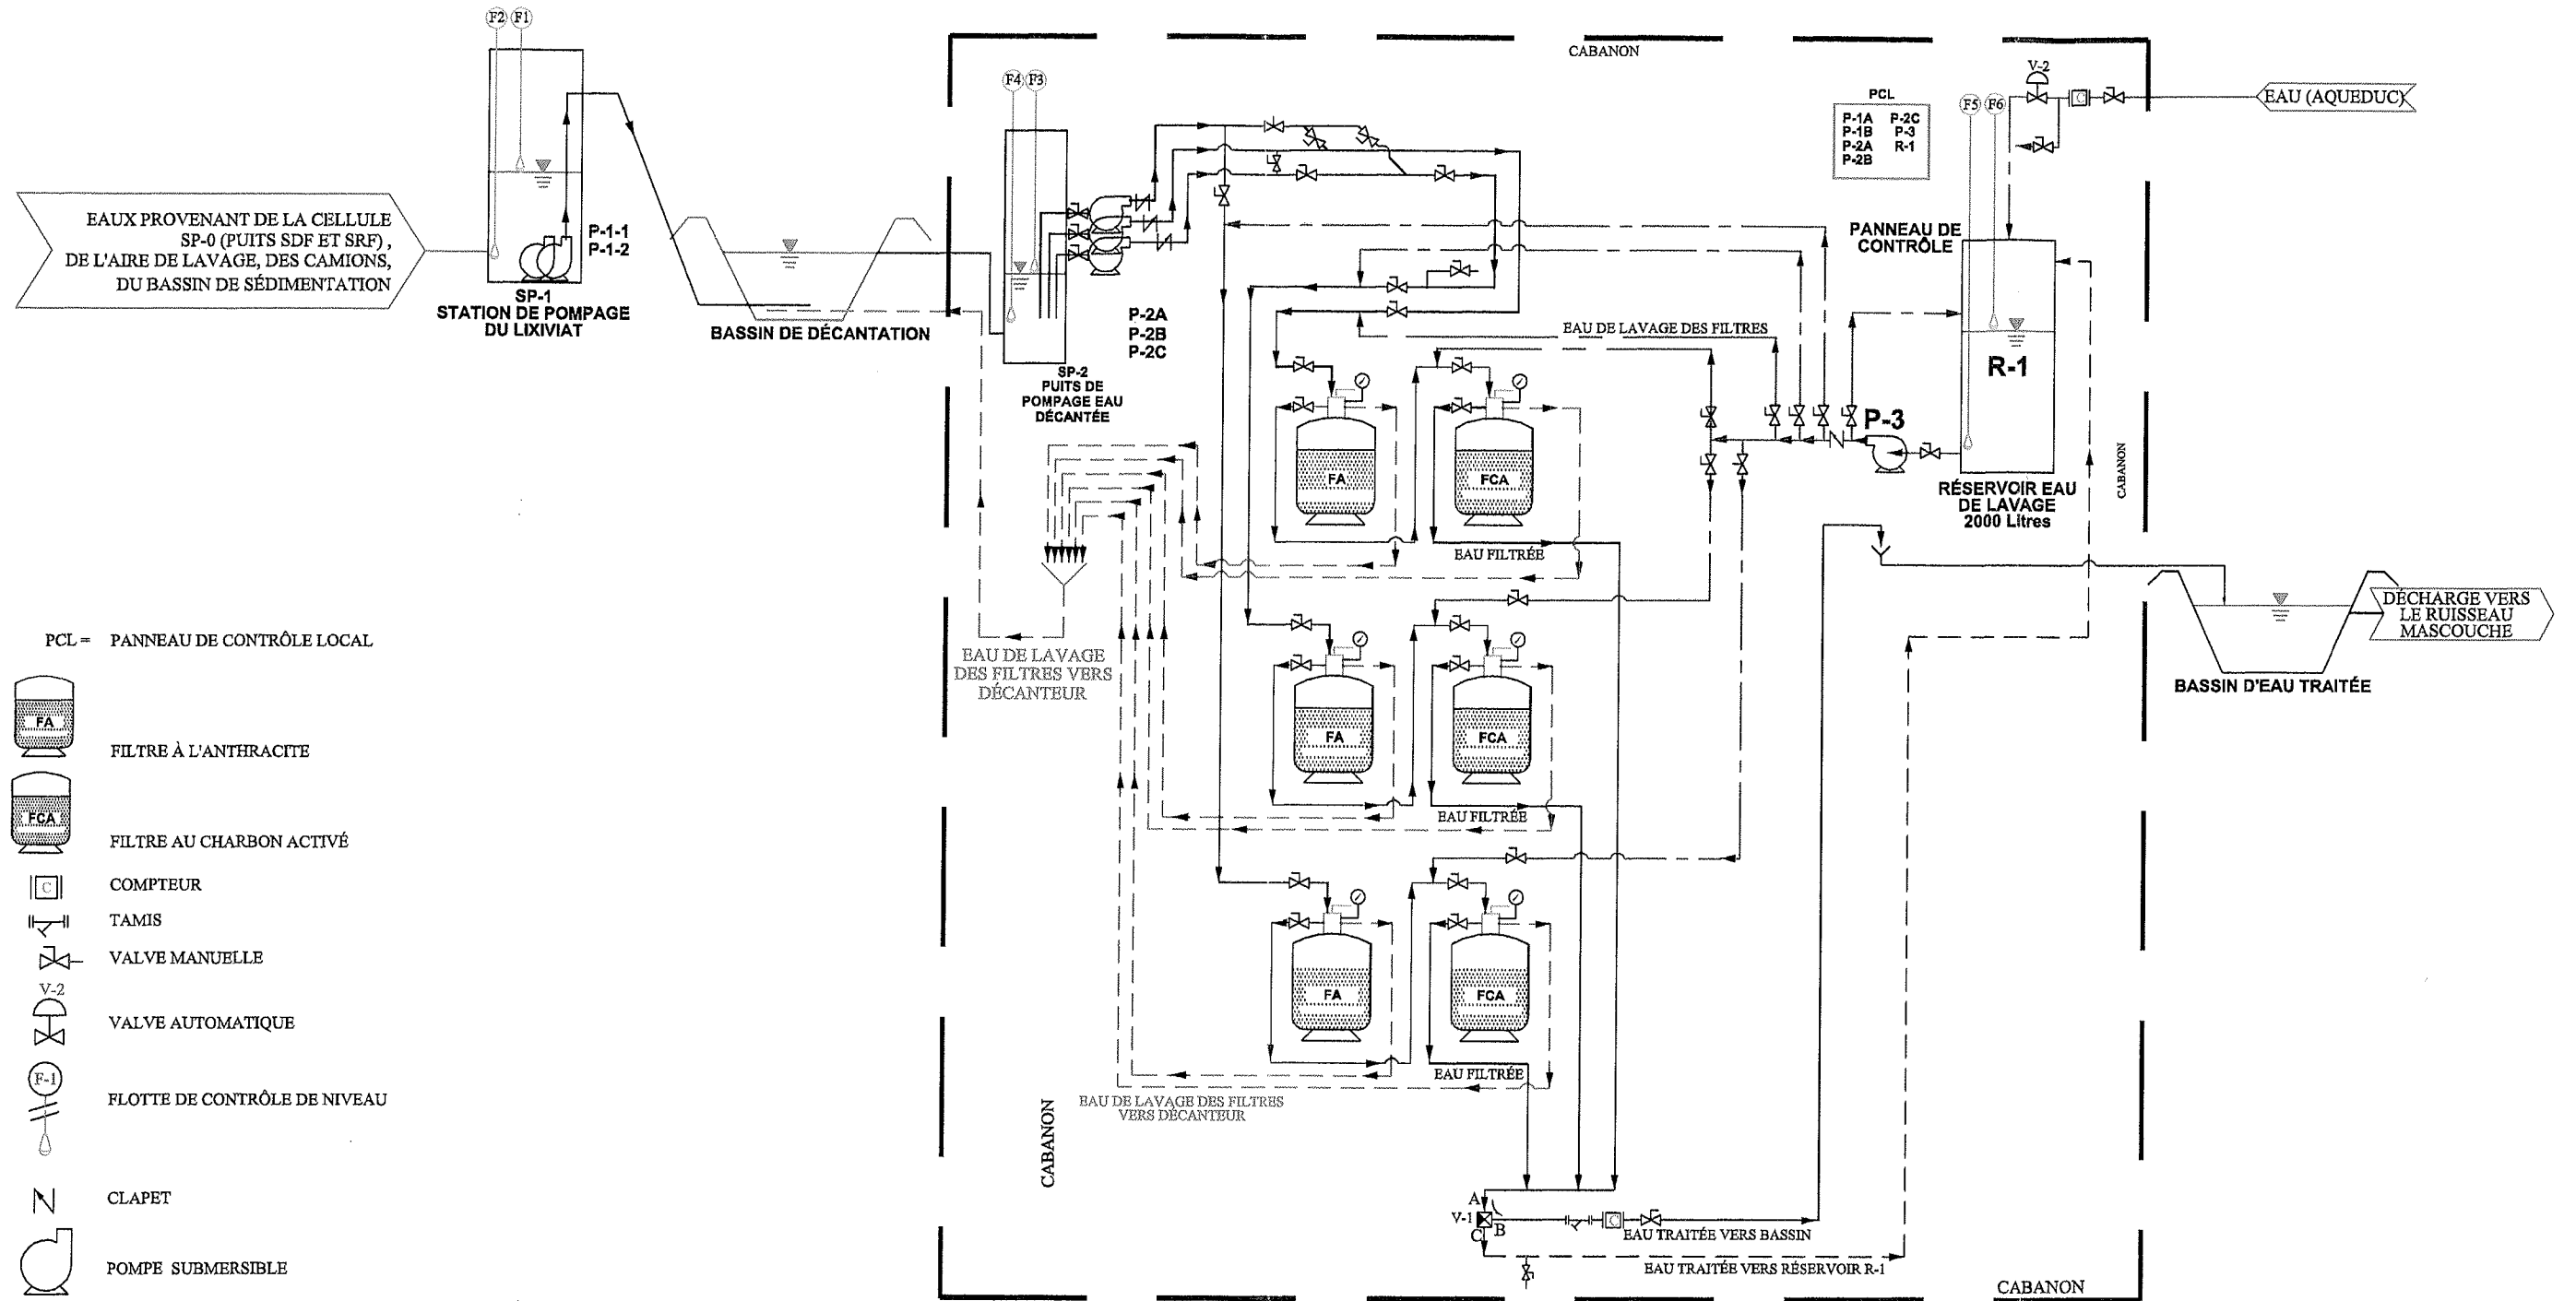 F2 F1
EAUX PROVENANT DE LA CELLULE
SP-0 (PUITS SDF ET SRF) ,
DE L'AIRE DE LAVAGE, DES CAMIONS,
DU BASSIN DE SÉDIMENTATION
P-1-1
P-1-2
SP-1
STATION DE POMPAGE
DU LIXIVIAT
BASSIN DE DÉCANTATION
CABANON
F4 F3
P-2A
P-2B
P-2C
SP-2
PUITS DE
POMPAGE EAU
DÉCANTÉE
PCL
P-1A P-2C
P-1B P-3
P-2A R-1
P-2B
PANNEAU DE
CONTRÔLE
V-2
C
EAU (AQUEDUC)
F5 F6
R-1
P-3
RÉSERVOIR EAU
DE LAVAGE
2000 Litres
CABANON
EAU DE LAVAGE DES FILTRES
FA
FCA
EAU FILTRÉE
FA
FCA
EAU FILTRÉE
FA
FCA
EAU FILTRÉE
EAU DE LAVAGE
DES FILTRES VERS
DÉCANTEUR
EAU DE LAVAGE DES FILTRES
VERS DÉCANTEUR
CABANON
DÉCHARGE VERS
LE RUISSEAU
MASCOUCHE
BASSIN D'EAU TRAITÉE
A
V-1
B
C
C
EAU TRAITÉE VERS BASSIN
EAU TRAITÉE VERS RÉSERVOIR R-1
CABANON
PCL = PANNEAU DE CONTRÔLE LOCAL
FA
FILTRE À L'ANTHRACITE
FCA
FILTRE AU CHARBON ACTIVÉ
C COMPTEUR
TAMIS
VALVE MANUELLE
V-2
VALVE AUTOMATIQUE
F-1
FLOTTE DE CONTRÔLE DE NIVEAU
CLAPET
POMPE SUBMERSIBLE